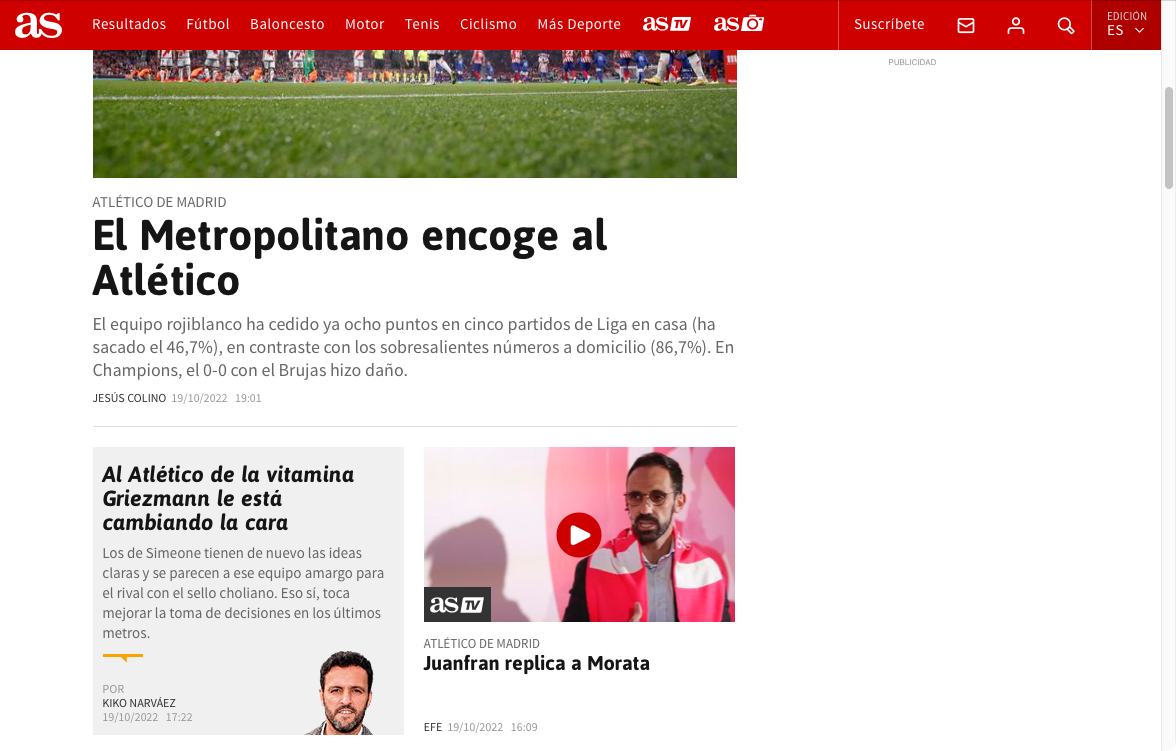 as
Resultados Fútbol Baloncesto Motor Tenis Ciclismo Más Deporte as TV as Suscríbete EDICIÓN
ES
PUBLICIDAD
ATLÉTICO DE MADRID
El Metropolitano encoge al
Atlético
El equipo rojiblanco ha cedido ya ocho puntos en cinco partidos de Liga en casa (ha
sacado el 46,7%), en contraste con los sobresalientes números a domicilio (86,7%). En
Champions, el 0-0 con el Brujas hizo daño.
JESÚS COLINO 19/10/2022 19:01
Al Atlético de la vitamina
Griezmann le está
cambiando la cara
Los de Simeone tienen de nuevo las ideas
claras y se parecen a ese equipo amargo para
el rival con el sello choliano. Eso sí, toca
mejorar la toma de decisiones en los últimos
metros.
POR
KIKO NARVÁEZ
19/10/2022 17:22
as TV
ATLÉTICO DE MADRID
Juanfran replica a Morata
EFE 19/10/2022 16:09